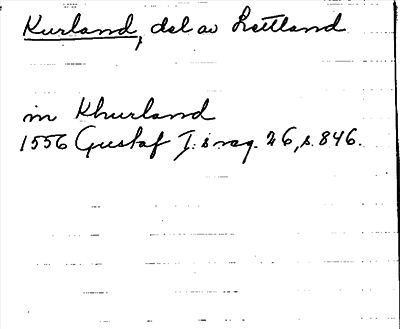 Kurland, del av Lettland
in Khurland
1556 Gustaf I:s reg. 26, s. 846.